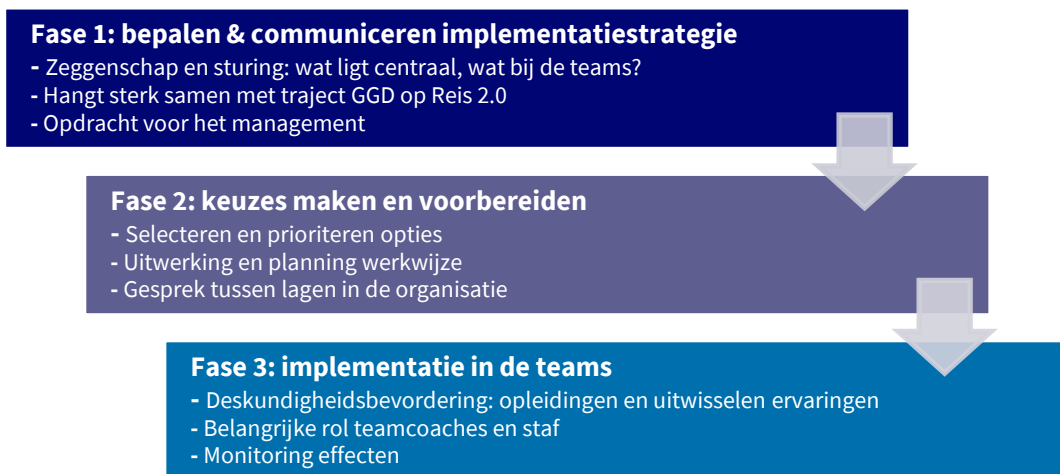 Fase 1: bepalen & communiceren implementatiestrategie
- Zeggenschap en sturing: wat ligt centraal, wat bij de teams?
- Hangt sterk samen met traject GGD op Reis 2.0
- Opdracht voor het management
Fase 2: keuzes maken en voorbereiden
- Selecteren en prioriteren opties
- Uitwerking en planning werkwijze
- Gesprek tussen lagen in de organisatie
Fase 3: implementatie in de teams
- Deskundigheidsbevordering: opleidingen en uitwisselen ervaringen
- Belangrijke rol teamcoaches en staf
- Monitoring effecten